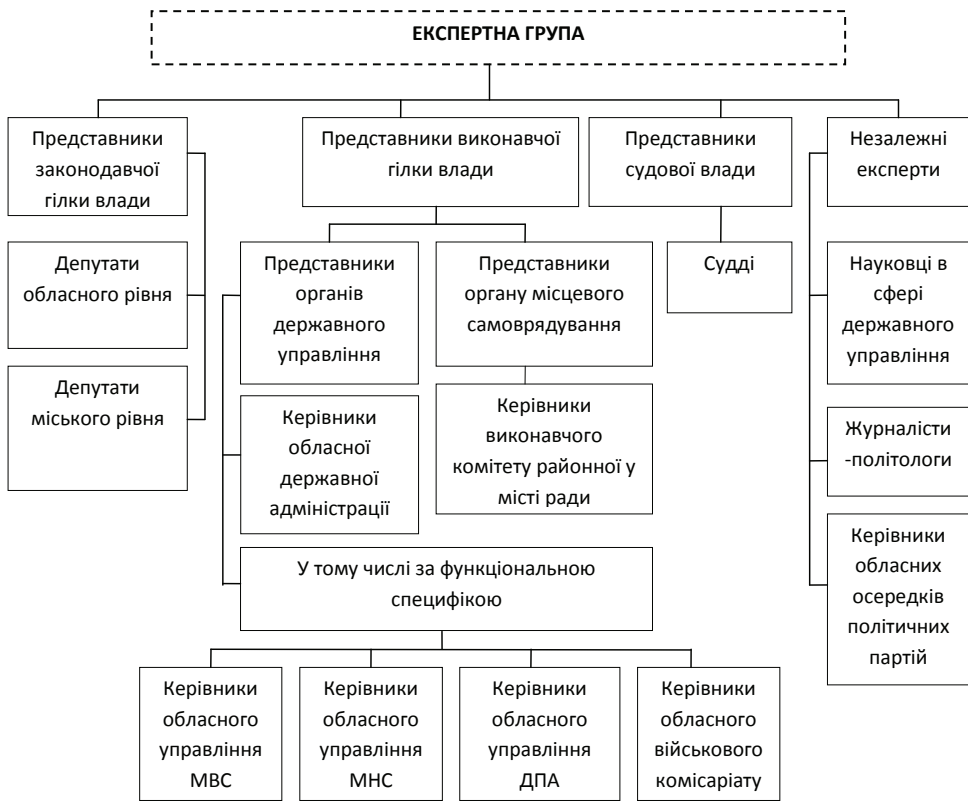 ЕКСПЕРТНА ГРУПА
Представники
законодавчої
гілки влади
Представники виконавчої
гілки влади
Представники
судової влади
Незалежні
експерти
Депутати
обласного рівня
Представники
органів
державного
управління
Представники
органу місцевого
самоврядування
Судді
Науковці в
сфері
державного
управління
Депутати
міського рівня
Керівники
обласної
державної
адміністрації
Керівники
виконавчого
комітету районної у
місті ради
Журналісти
-політологи
У тому числі за функціональною
специфікою
Керівники
обласних
осередків
політичних
партій
Керівники
обласного
управління
МВС
Керівники
обласного
управління
МНС
Керівники
обласного
управління
ДПА
Керівники
обласного
військового
комісаріату